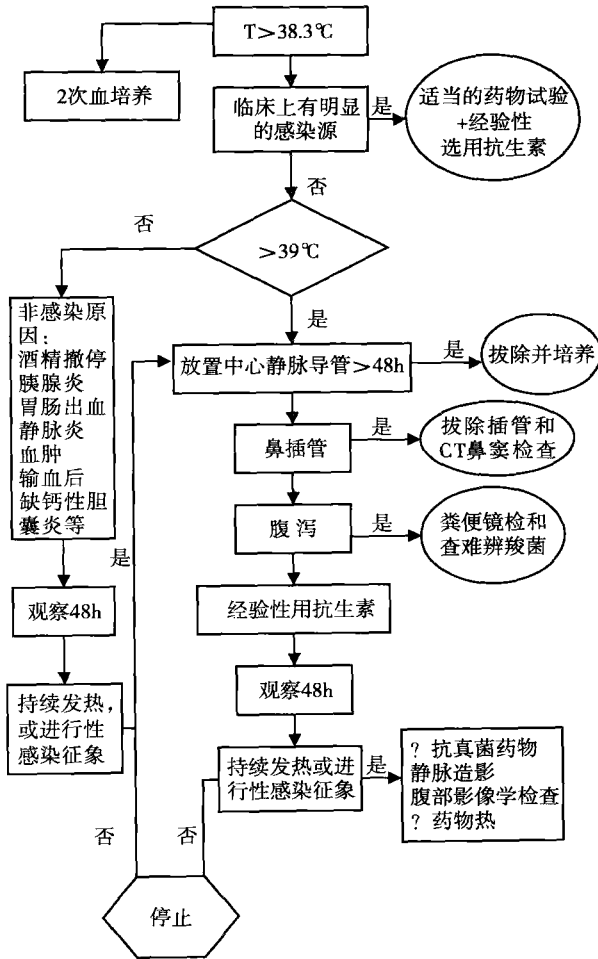 T>38.3℃
2次血培养
临床上有明显
的感染源
是
适当的药物试验
+经验性
选用抗生素
否
否
>39℃
是
非感染原
因:
酒精撤停
胰腺炎
胃肠出血
静脉炎
血肿
输血后
缺钙性胆
囊炎等
放置中心静脉导管>48h
是
拔除并培养
鼻插管
是
拔除插管和
CT鼻窦检查
腹泻
是
粪便镜检和
查难辨羧菌
是
经验性用抗生素
观察48h
观察48h
持续发热,
或进行性
感染征象
持续发热或进
行性感染征象
是
? 抗真菌药物
静脉造影
腹部影像学检查
? 药物热
否
否
停止